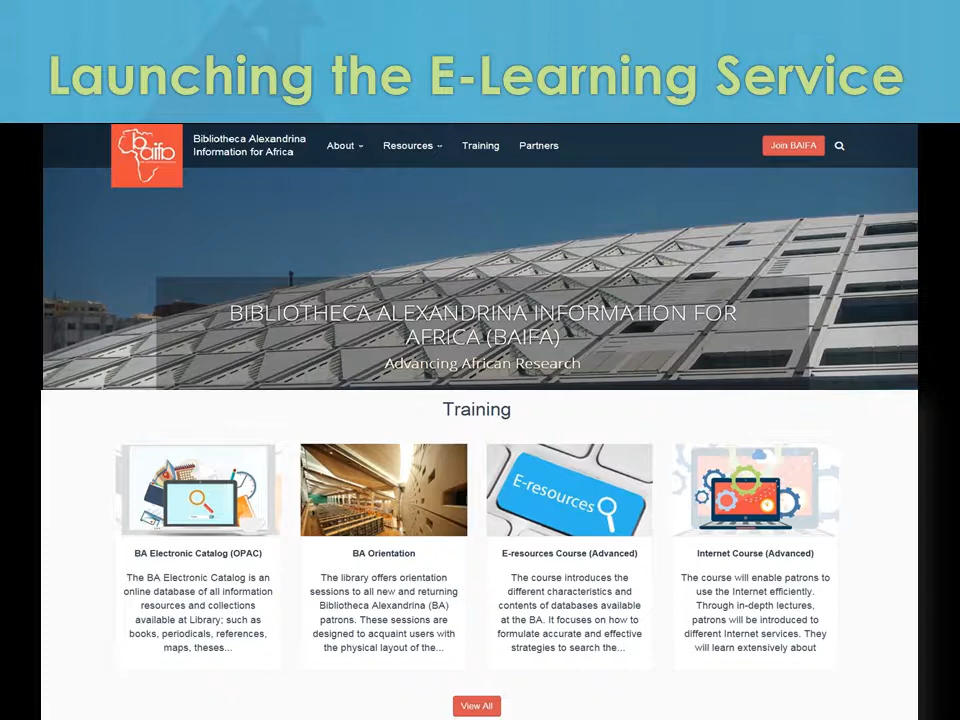 Launching the E-Learning Service
baifa
Bibliotheca Alexandrina
Information for Africa
About
Resources
Training
Partners
Join BAIFA
BIBLIOTHECA ALEXANDRINA INFORMATION FOR
AFRICA (BAIFA)
Advancing African Research
Training
E-resources
BA Electronic Catalog (OPAC)
The BA Electronic Catalog is an
online database of all information
resources and collections
available at Library; such as
books, periodicals, references,
maps, theses...
BA Orientation
The library offers orientation
sessions to all new and returning
Bibliotheca Alexandrina (BA)
patrons. These sessions are
designed to acquaint users with
the physical layout of the...
E-resources Course (Advanced)
The course introduces the
different characteristics and
contents of databases available
at the BA. It focuses on how to
formulate accurate and effective
strategies to search the...
Internet Course (Advanced)
The course will enable patrons to
use the Internet efficiently.
Through in-depth lectures,
patrons will be introduced to
different Internet services. They
will learn extensively about
View All